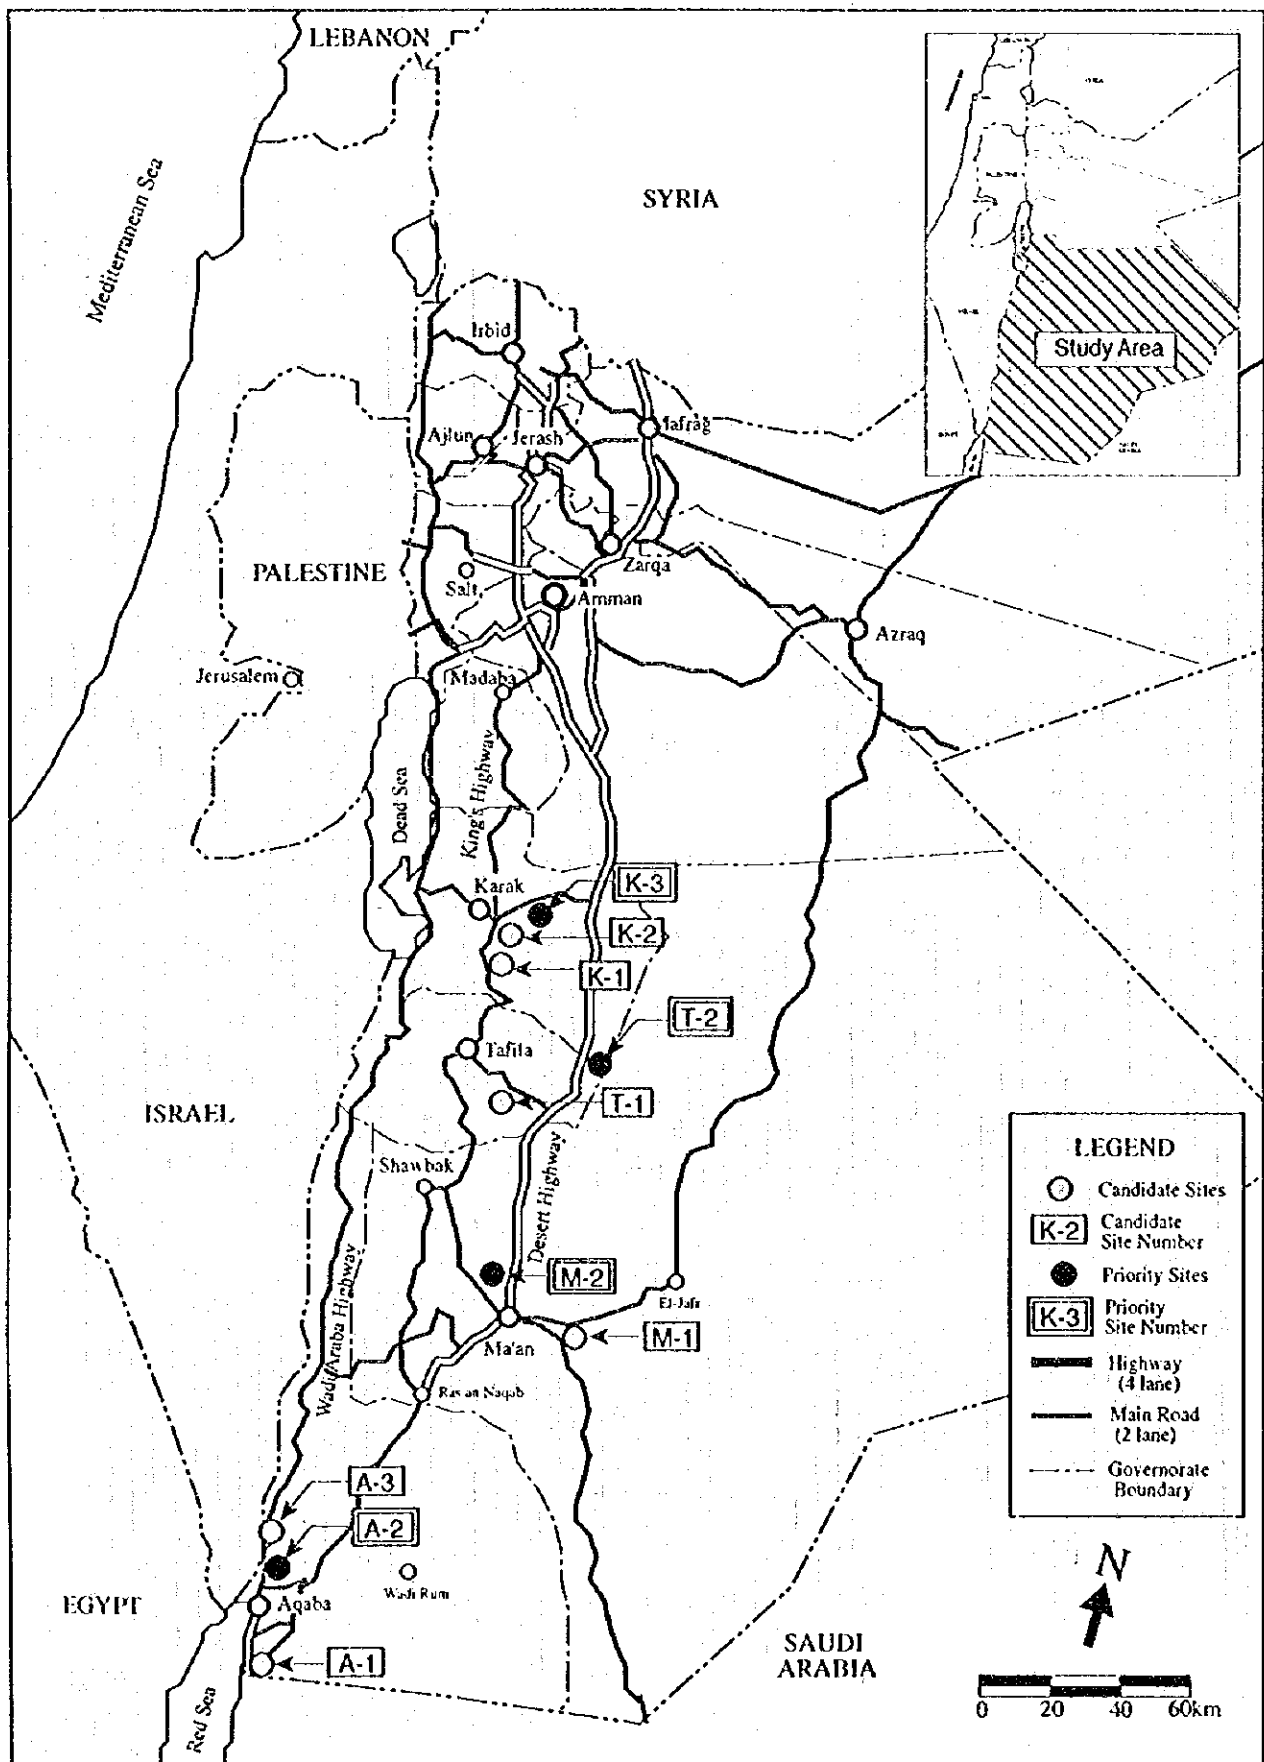 LEBANON
SYRIA
Mediterranean Sea
Study Area
Irbid
Ajlun
Jerash
Zarqa
PALESTINE
Salt
Amman
Azraq
Jerusalem
Madaba
Dead Sea
King's Highway
Karak
K-3
K-2
K-1
T-2
Tafila
T-1
ISRAEL
Shawbak
Desert Highway
M-2
El-Jafr
Ma'an
M-1
Wadi Araba Highway
Ras an Naqab
A-3
A-2
Wadi Rum
EGYPT
Aqaba
A-1
Red Sea
SAUDI
ARABIA
LEGEND
Candidate Sites
K-2
Candidate
Site Number
Priority Sites
K-3
Priority
Site Number
Highway
(4 lane)
Main Road
(2 lane)
Governorate
Boundary
N
0 20 40 60km